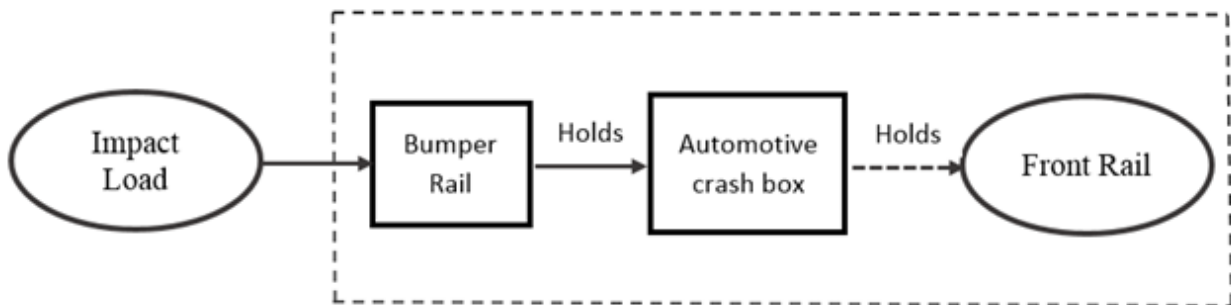 Impact
Load
Bumper
Rail
Holds
Automotive
crash box
Holds
Front Rail